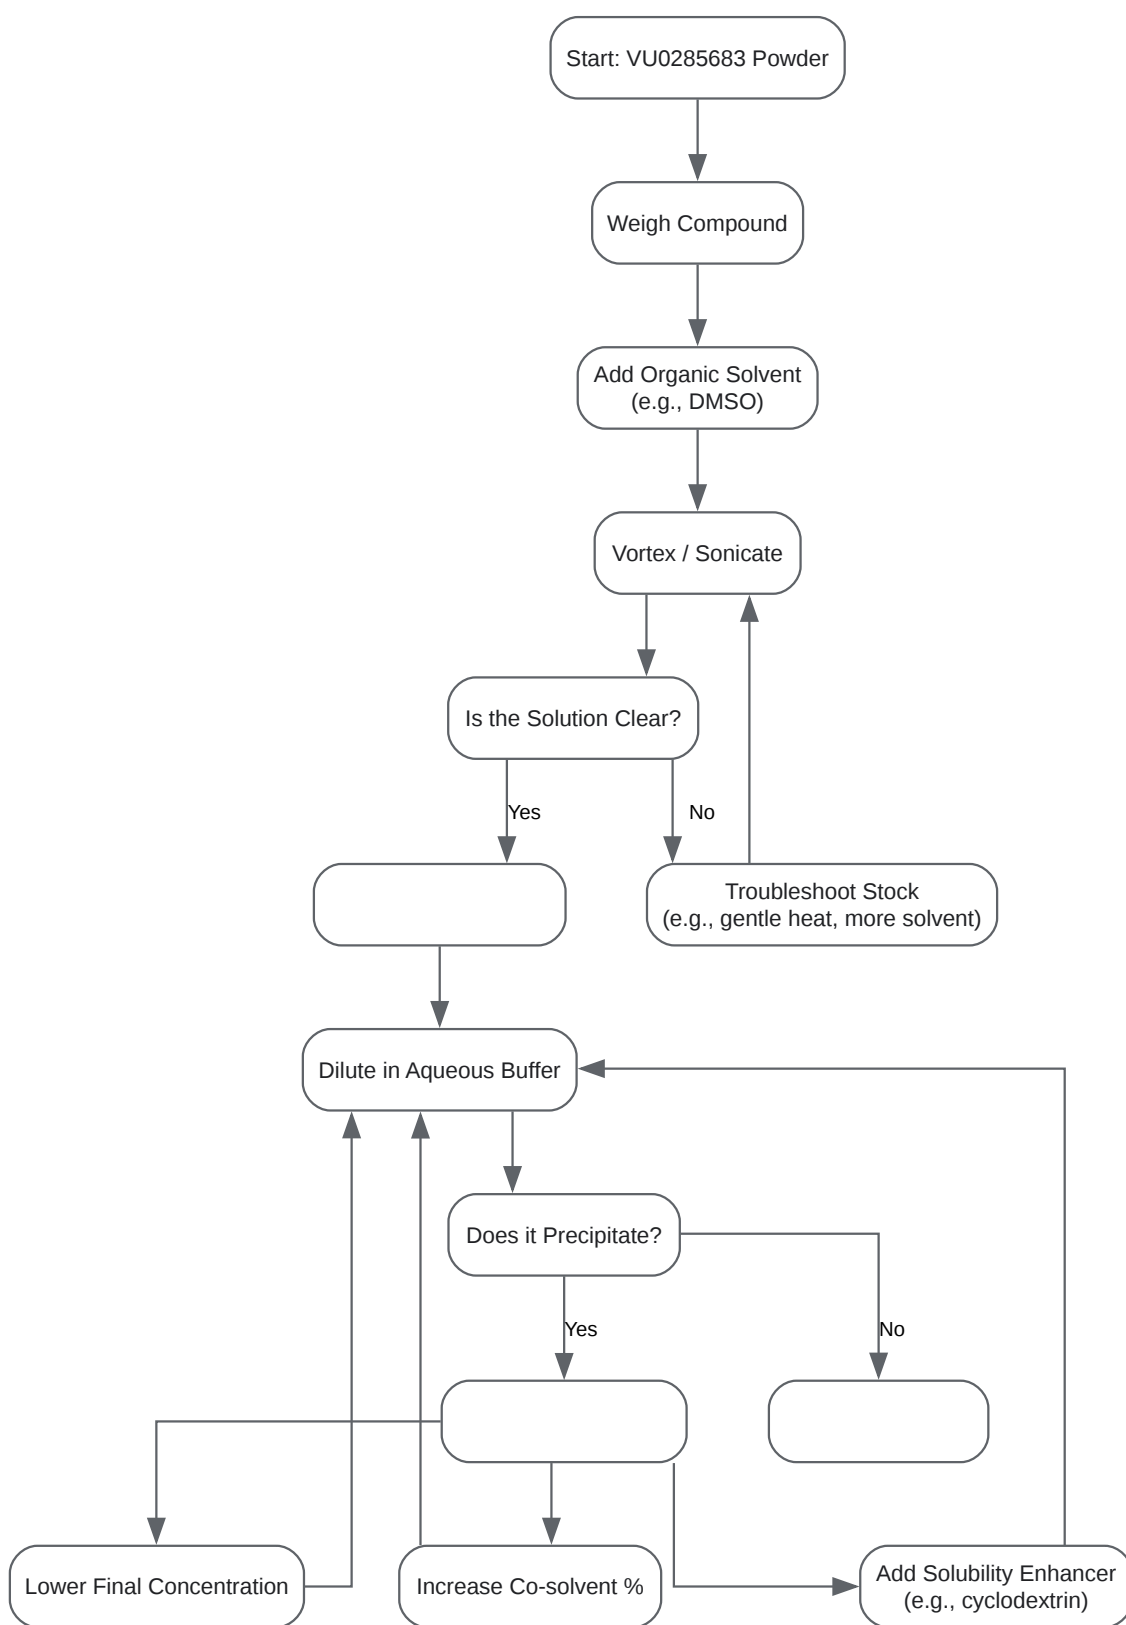 Start: VU0285683 Powder
Weigh Compound
Add Organic Solvent
(e.g., DMSO)
Vortex / Sonicate
Is the Solution Clear?
Yes
No
Troubleshoot Stock
(e.g., gentle heat, more solvent)
Dilute in Aqueous Buffer
Does it Precipitate?
Yes
No
Lower Final Concentration
Increase Co-solvent %
Add Solubility Enhancer
(e.g., cyclodextrin)